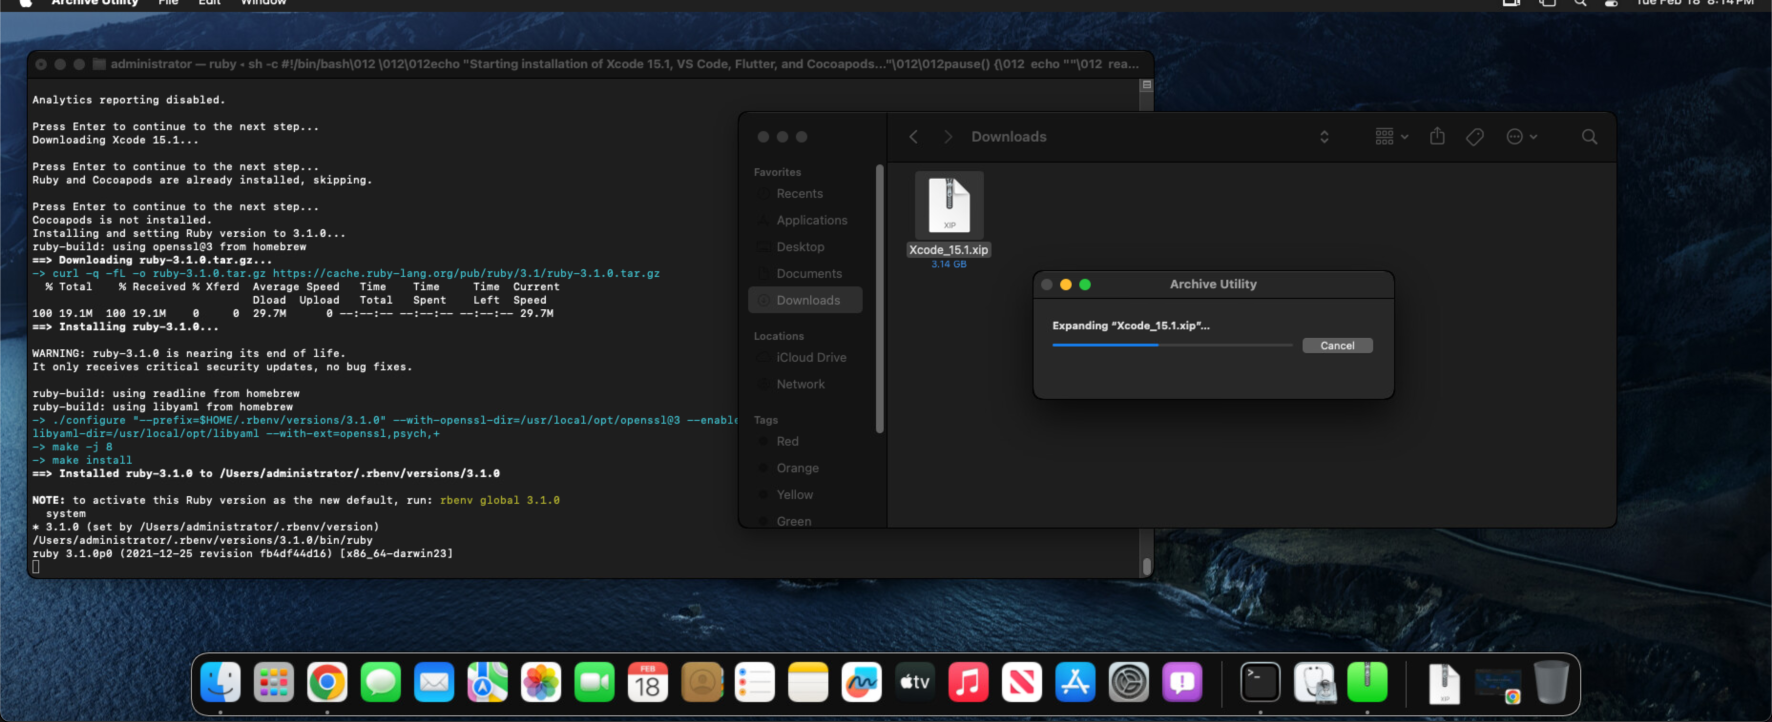 Archive Utility File Edit Window
Tue Feb 18 8:14 PM
administrator — ruby ◂ sh -c #!/bin/bash\012 \012\012echo "Starting installation of Xcode 15.1, VS Code, Flutter, and Cocoapods..."\012\012pause() {\012  echo ""\012  rea...
Analytics reporting disabled.
Press Enter to continue to the next step...
Downloading Xcode 15.1...
Press Enter to continue to the next step...
Ruby and Cocoapods are already installed, skipping.
Press Enter to continue to the next step...
Cocoapods is not installed.
Installing and setting Ruby version to 3.1.0...
ruby-build: using openssl@3 from homebrew
==> Downloading ruby-3.1.0.tar.gz...
-> curl -q -fL -o ruby-3.1.0.tar.gz https://cache.ruby-lang.org/pub/ruby/3.1/ruby-3.1.0.tar.gz
% Total % Received % Xferd Average Speed Time Time Time Current
Dload Upload Total Spent Left Speed
100 19.1M 100 19.1M 0 0 29.7M 0 --:--:-- --:--:-- --:--:-- 29.7M
==> Installing ruby-3.1.0...
WARNING: ruby-3.1.0 is nearing its end of life.
It only receives critical security updates, no bug fixes.
ruby-build: using readline from homebrew
ruby-build: using libyaml from homebrew
-> ./configure "--prefix=$HOME/.rbenv/versions/3.1.0" --with-openssl-dir=/usr/local/opt/openssl@3 --enable
libyaml-dir=/usr/local/opt/libyaml --with-ext=openssl,psych,+
-> make -j 8
-> make install
==> Installed ruby-3.1.0 to /Users/administrator/.rbenv/versions/3.1.0
NOTE: to activate this Ruby version as the new default, run: rbenv global 3.1.0
system
* 3.1.0 (set by /Users/administrator/.rbenv/version)
/Users/administrator/.rbenv/versions/3.1.0/bin/ruby
ruby 3.1.0p0 (2021-12-25 revision fb4df44d16) [x86_64-darwin23]
Downloads
Favorites
Recents
Applications
Desktop
Documents
Downloads
Locations
iCloud Drive
Network
Tags
Red
Orange
Yellow
Green
XIP
Xcode_15.1.xip
3.14 GB
Archive Utility
Expanding “Xcode_15.1.xip”...
Cancel
FEB
18
tv
XIP